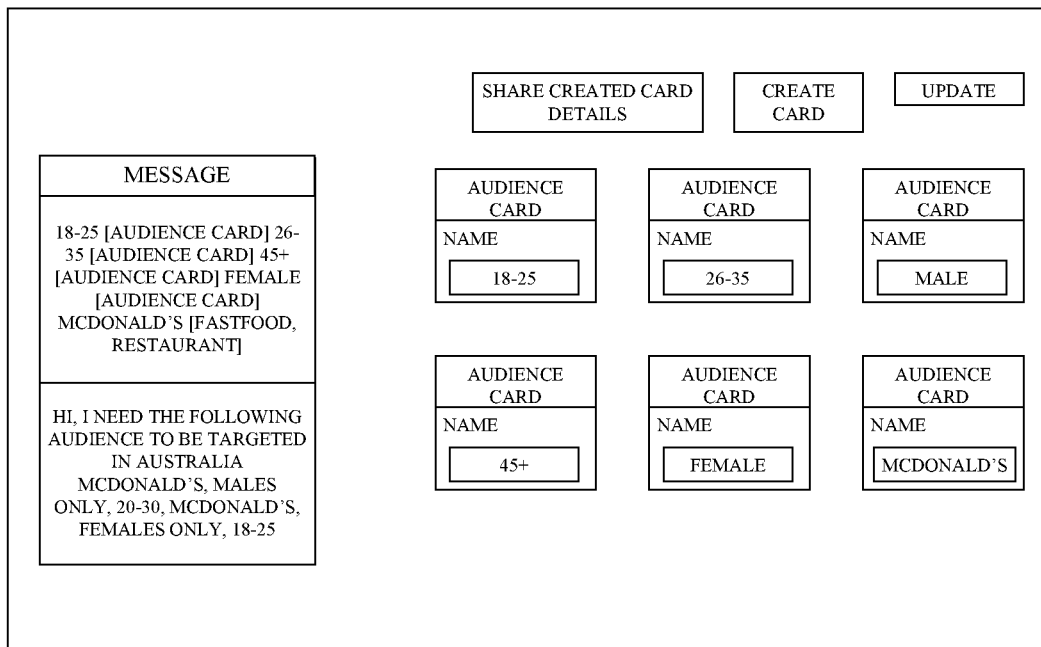 SHARE CREATED CARD
DETAILS
CREATE
CARD
UPDATE
MESSAGE
18-25 [AUDIENCE CARD] 26-
35 [AUDIENCE CARD] 45+
[AUDIENCE CARD] FEMALE
[AUDIENCE CARD]
MCDONALD'S [FASTFOOD,
RESTAURANT]
HI, I NEED THE FOLLOWING
AUDIENCE TO BE TARGETED
IN AUSTRALIA
MCDONALD'S, MALES
ONLY, 20-30, MCDONALD'S,
FEMALES ONLY, 18-25
AUDIENCE
CARD
NAME
18-25
AUDIENCE
CARD
NAME
26-35
AUDIENCE
CARD
NAME
MALE
AUDIENCE
CARD
NAME
45+
AUDIENCE
CARD
NAME
FEMALE
AUDIENCE
CARD
NAME
MCDONALD'S